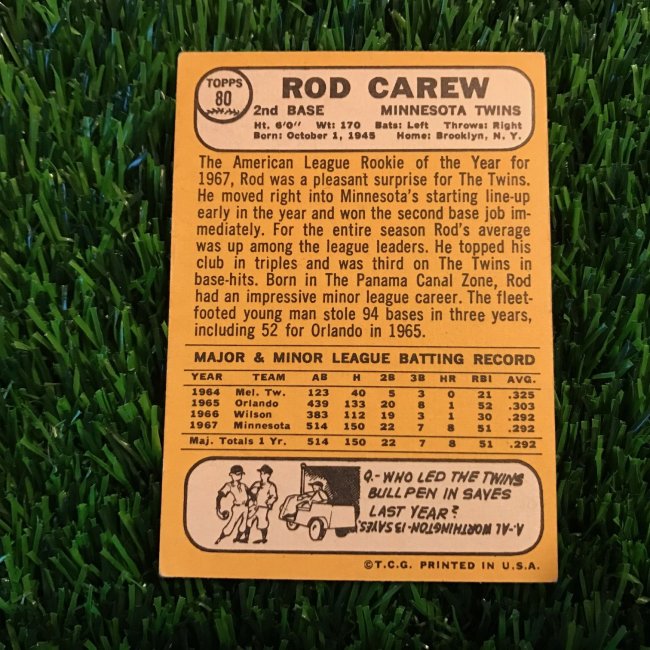 TOPPS
80
ROD CAREW
2nd BASE MINNESOTA TWINS
Ht. 6'0" Wt: 170 Bats: Left Throws: Right
Born: October 1, 1945 Home: Brooklyn, N. Y.
The American League Rookie of the Year for
1967, Rod was a pleasant surprise for The Twins.
He moved right into Minnesota's starting line-up
early in the year and won the second base job im-
mediately. For the entire season Rod's average
was up among the league leaders. He topped his
club in triples and was third on The Twins in
base-hits. Born in The Panama Canal Zone, Rod
had an impressive minor league career. The fleet-
footed young man stole 94 bases in three years,
including 52 for Orlando in 1965.
MAJOR & MINOR LEAGUE BATTING RECORD
YEAR TEAM AB H 2B 3B HR RBI AVG.
1964 Mel. Tw. 123 40 5 3 0 21 .325
1965 Orlando 439 133 20 8 1 52 .303
1966 Wilson 383 112 19 3 1 30 .292
1967 Minnesota 514 150 22 7 8 51 .292
Maj. Totals 1 Yr. 514 150 22 7 8 51 .292
Q.-WHO LED THE TWINS
BULLPEN IN SAVES
LAST YEAR?
A.-AL WORTHINGTON-13 SAVES.
©T.C.G. PRINTED IN U.S.A.